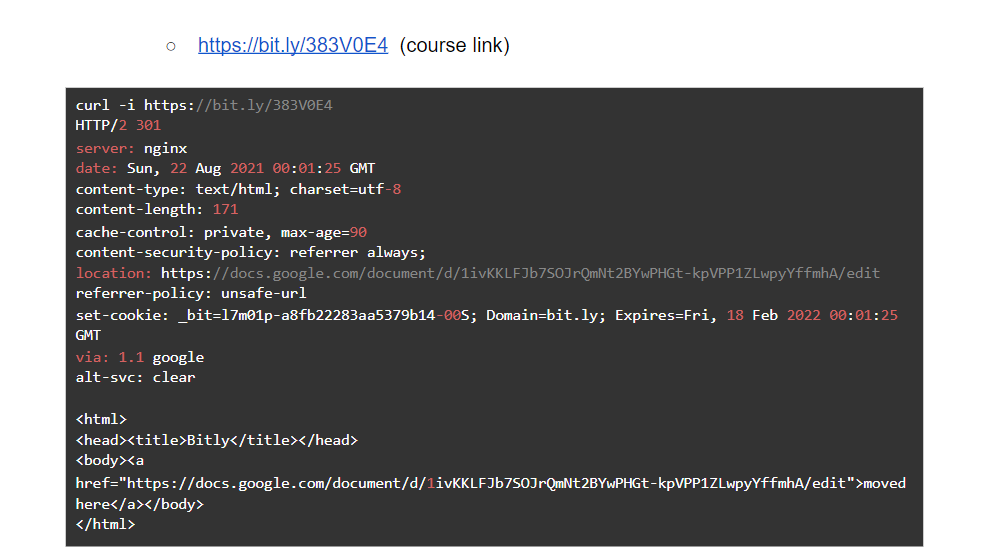 ○ https://bit.ly/383V0E4 (course link)
curl -i https://bit.ly/383V0E4
HTTP/2 301
server: nginx
date: Sun, 22 Aug 2021 00:01:25 GMT
content-type: text/html; charset=utf-8
content-length: 171
cache-control: private, max-age=90
content-security-policy: referrer always;
location: https://docs.google.com/document/d/1ivKKLFJb7SOJrQmNt2BYwPHGt-kpVPP1ZLwpyYffmhA/edit
referrer-policy: unsafe-url
set-cookie: _bit=l7m01p-a8fb22283aa5379b14-00S; Domain=bit.ly; Expires=Fri, 18 Feb 2022 00:01:25
GMT
via: 1.1 google
alt-svc: clear
<html>
<head><title>Bitly</title></head>
<body><a
href="https://docs.google.com/document/d/1ivKKLFJb7SOJrQmNt2BYwPHGt-kpVPP1ZLwpyYffmhA/edit">moved
here</a></body>
</html>